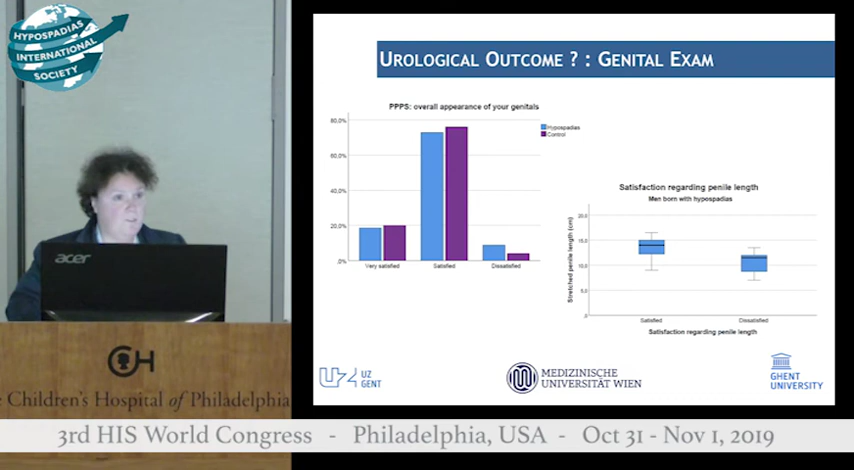 HYPOSPADIAS
INTERNATIONAL
SOCIETY
acer
CH
Children's Hospital of Philadelphia
UROLOGICAL OUTCOME ? : GENITAL EXAM
PPPS: overall appearance of your genitals
Hypospadias
Control
80,0%
60,0%
40,0%
20,0%
,0%
Very satisfied
Satisfied
Dissatisfied
Satisfaction regarding penile length
Men born with hypospadias
Stretched penile length (cm)
20,0
15,0
10,0
5,0
,0
Satisfied
Dissatisfied
Satisfaction regarding penile length
UZ
GENT
MEDIZINISCHE
UNIVERSITÄT WIEN
GHENT
UNIVERSITY
3rd HIS World Congress - Philadelphia, USA - Oct 31 - Nov 1, 2019